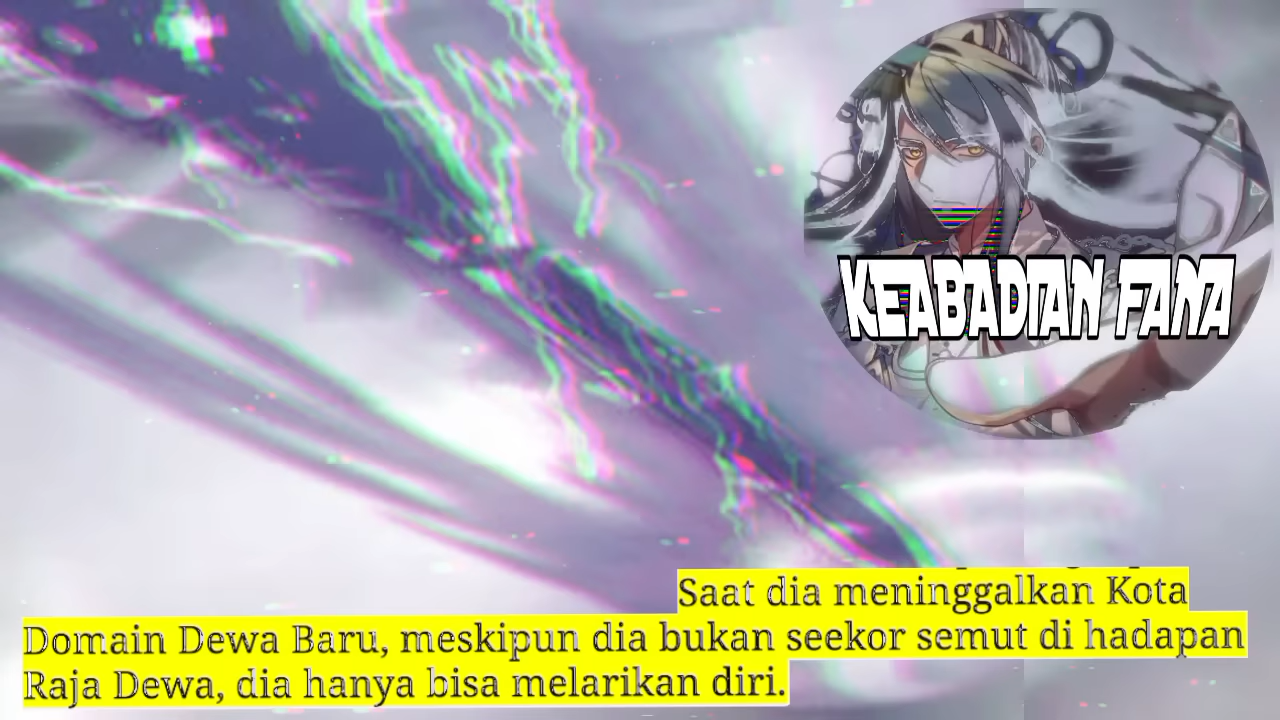 KEABADIAN FANA
Saat dia meninggalkan Kota
Domain Dewa Baru, meskipun dia bukan seekor semut di hadapan
Raja Dewa, dia hanya bisa melarikan diri.